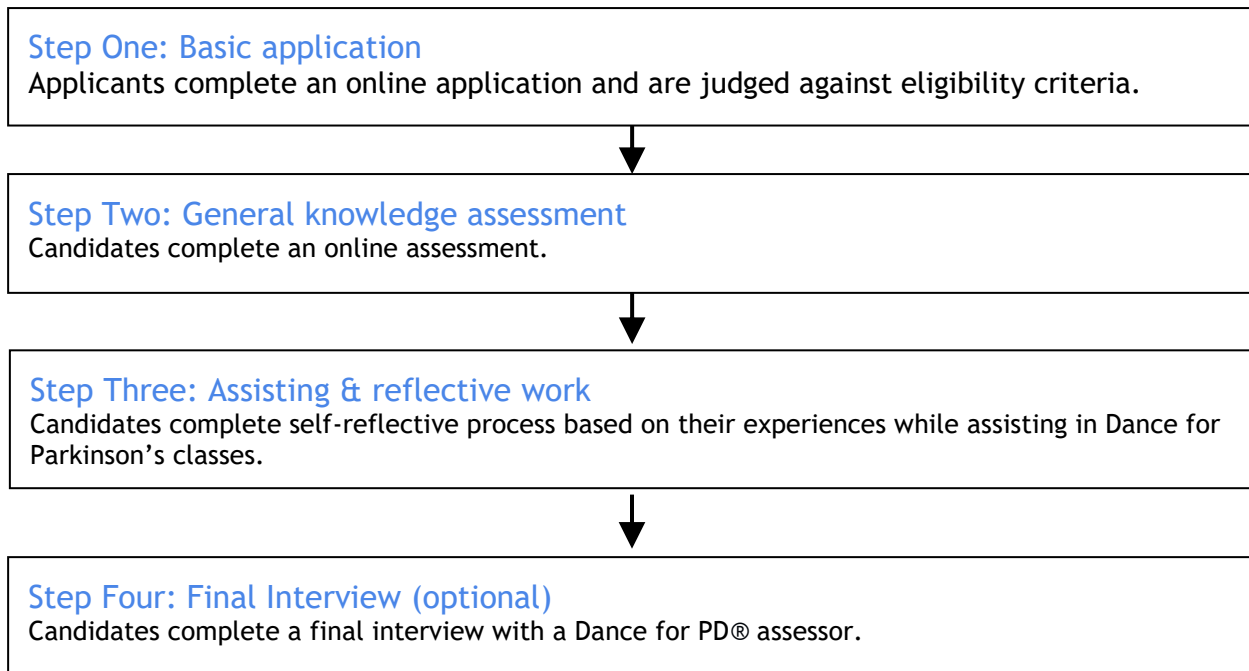 Step One: Basic application
Applicants complete an online application and are judged against eligibility criteria.
Step Two: General knowledge assessment
Candidates complete an online assessment.
Step Three: Assisting & reflective work
Candidates complete self-reflective process based on their experiences while assisting in Dance for
Parkinson’s classes.
Step Four: Final Interview (optional)
Candidates complete a final interview with a Dance for PD® assessor.